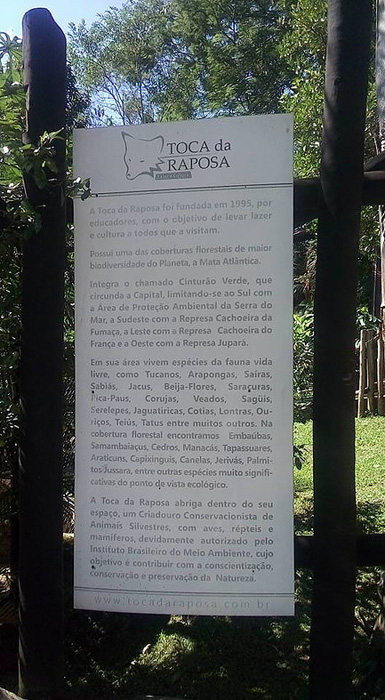 TOCA da
RAPOSA
A Toca da Raposa foi fundada em 1995, por
educadores, com o objetivo de levar lazer
e cultura a todos que a visitam.
Possui uma das coberturas florestais de maior
biodiversidade do Planeta, a Mata Atlântica.
Integra o chamado Cinturão Verde, que
circunda a Capital, limitando-se ao Sul com
a Área de Proteção Ambiental da Serra do
Mar, a Sudeste com a Represa Cachoeira da
Fumaça, a Leste com a Represa Cachoeira do
França e a Oeste com a Represa Jupará.
Em sua área vivem espécies da fauna vida
livre, como Tucanos, Arapongas, Saíras,
Sabiás, Jacus, Beija-Flores, Saracuras,
Pica-Paus, Corujas, Veados, Sagüis,
Serelepes, Jaguatiricas, Cotias, Lontras, Ou-
riços, Teiús, Tatus entre muitos outros. Na
cobertura florestal encontramos Embaúbas,
Samambaiaçus, Cedros, Manacás, Tapassuares,
Araticuns, Capixinguis, Canelas, Jerivás, Palmi-
tos Jussara, entre outras espécies muito signifi-
cativas do ponto de vista ecológico.
A Toca da Raposa abriga dentro do seu
espaço, um Criadouro Conservacionista de
Animais Silvestres, com aves, répteis e
mamíferos, devidamente autorizado pelo
Instituto Brasileiro do Meio Ambiente, cujo
objetivo é contribuir com a conscientização,
conservação e preservação da Natureza.
www.tocadaraposa.com.br